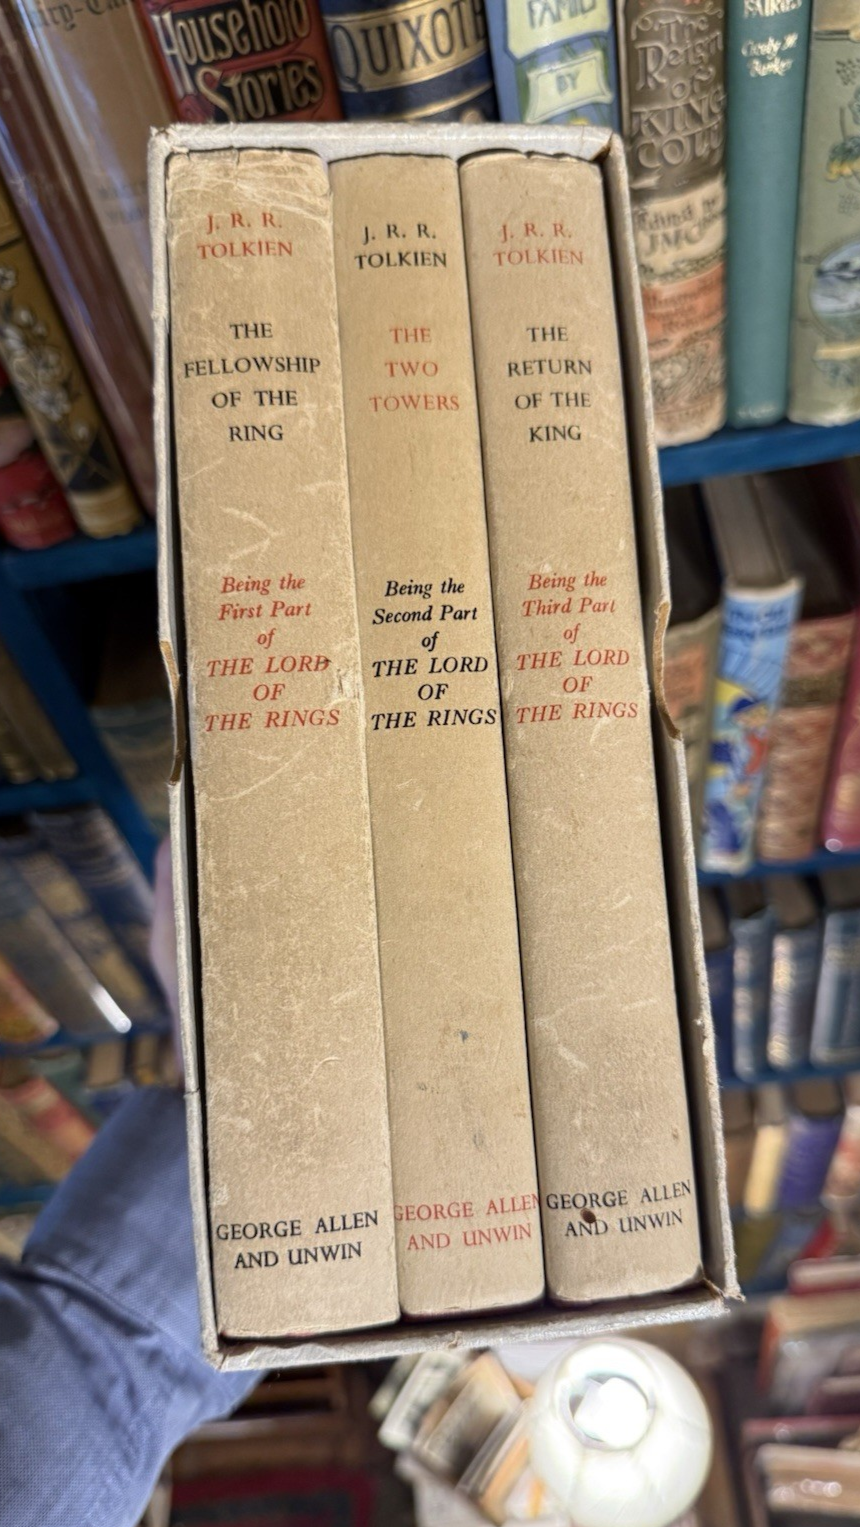 Household
Stories
QUIXOTE
BY
The
Reign
of
KING
COLE
Edited by
FAIRIES
J. R. R.
TOLKIEN
THE
FELLOWSHIP
OF THE
RING
Being the
First Part
of
THE LORD
OF
THE RINGS
GEORGE ALLEN
AND UNWIN
J. R. R.
TOLKIEN
THE
TWO
TOWERS
Being the
Second Part
of
THE LORD
OF
THE RINGS
GEORGE ALLEN
AND UNWIN
J. R. R.
TOLKIEN
THE
RETURN
OF THE
KING
Being the
Third Part
of
THE LORD
OF
THE RINGS
GEORGE ALLEN
AND UNWIN